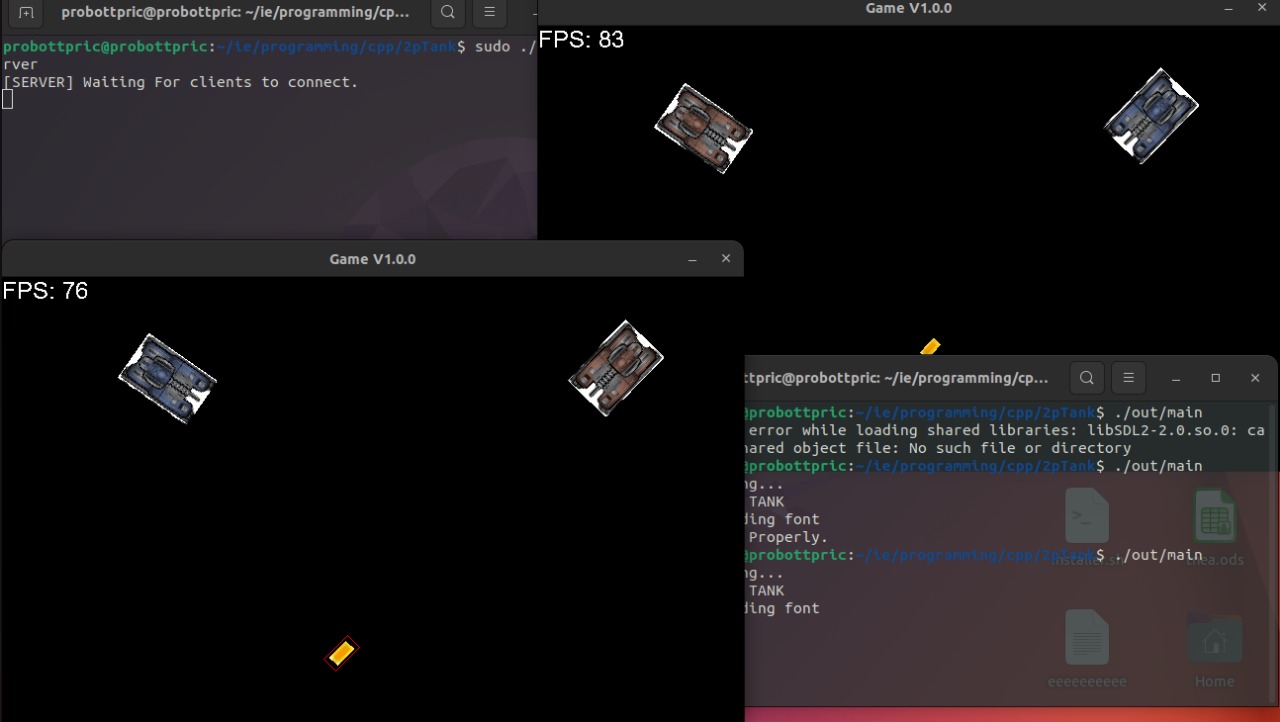 probottpric@probottpric: ~/ie/programming/cp...
probottpric@probottpric:~/ie/programming/cpp/2pTank$ sudo ./
rver
[SERVER] Waiting For clients to connect.
Game V1.0.0
FPS: 83
Game V1.0.0
FPS: 76
ttpric@probottpric: ~/ie/programming/cp...
@probottpric:~/ie/programming/cpp/2pTank$ ./out/main
error while loading shared libraries: libSDL2-2.0.so.0: ca
hared object file: No such file or directory
@probottpric:~/ie/programming/cpp/2pTank$ ./out/main
ng...
TANK
ding font
Properly.
@probottpric:~/ie/programming/cpp/2pTank$ ./out/main
ng...
TANK
ding font
installer.sh
thea.ods
eeeeeeeeee
Home